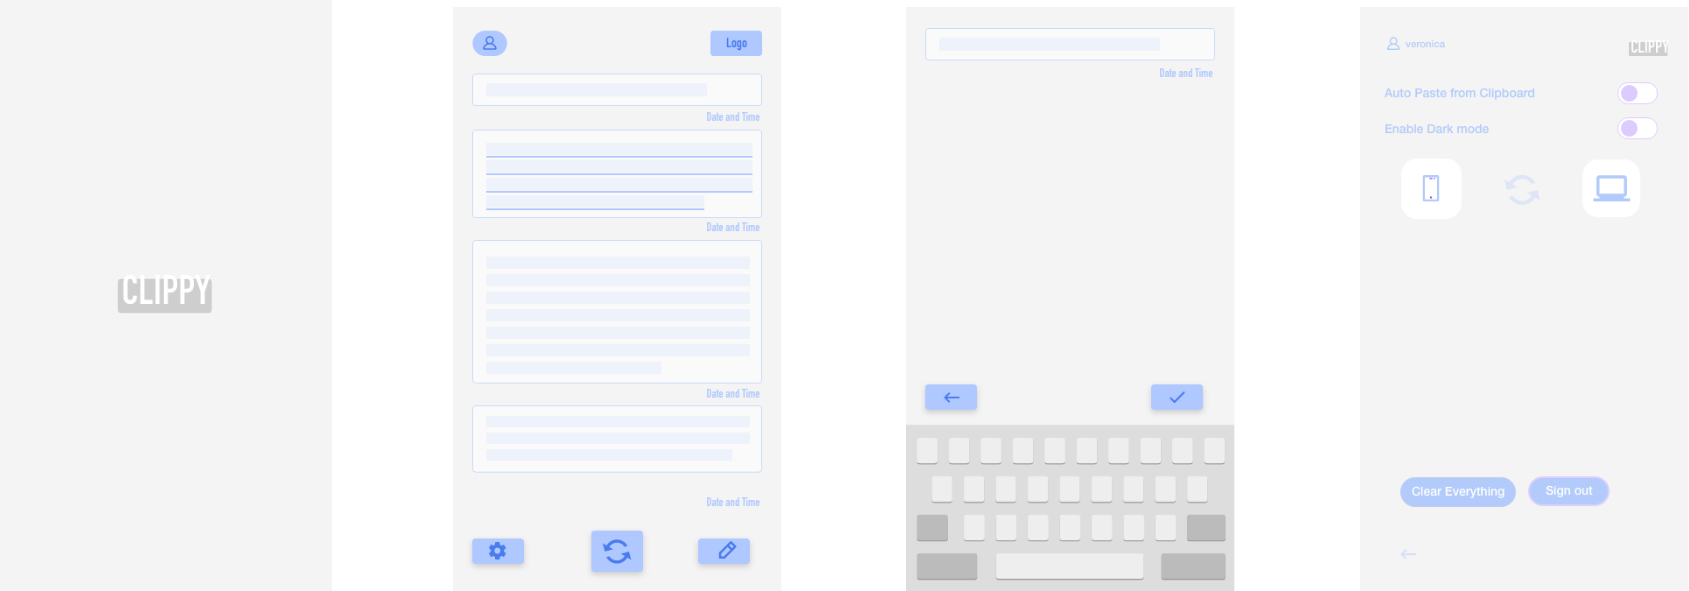 CLIPPY
Logo
Date and Time
Date and Time
Date and Time
Date and Time
Date and Time
veronica
CLIPPY
Auto Paste from Clipboard
Enable Dark mode
Clear Everything
Sign out